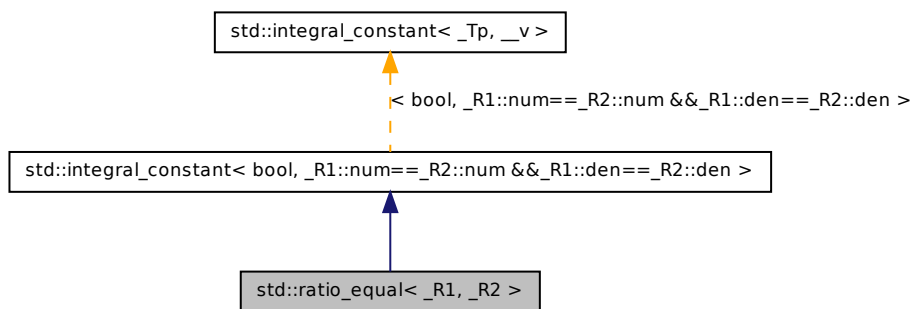 std::integral_constant< _Tp, __v >
< bool, _R1::num==_R2::num &&_R1::den==_R2::den >
std::integral_constant< bool, _R1::num==_R2::num &&_R1::den==_R2::den >
std::ratio_equal< _R1, _R2 >